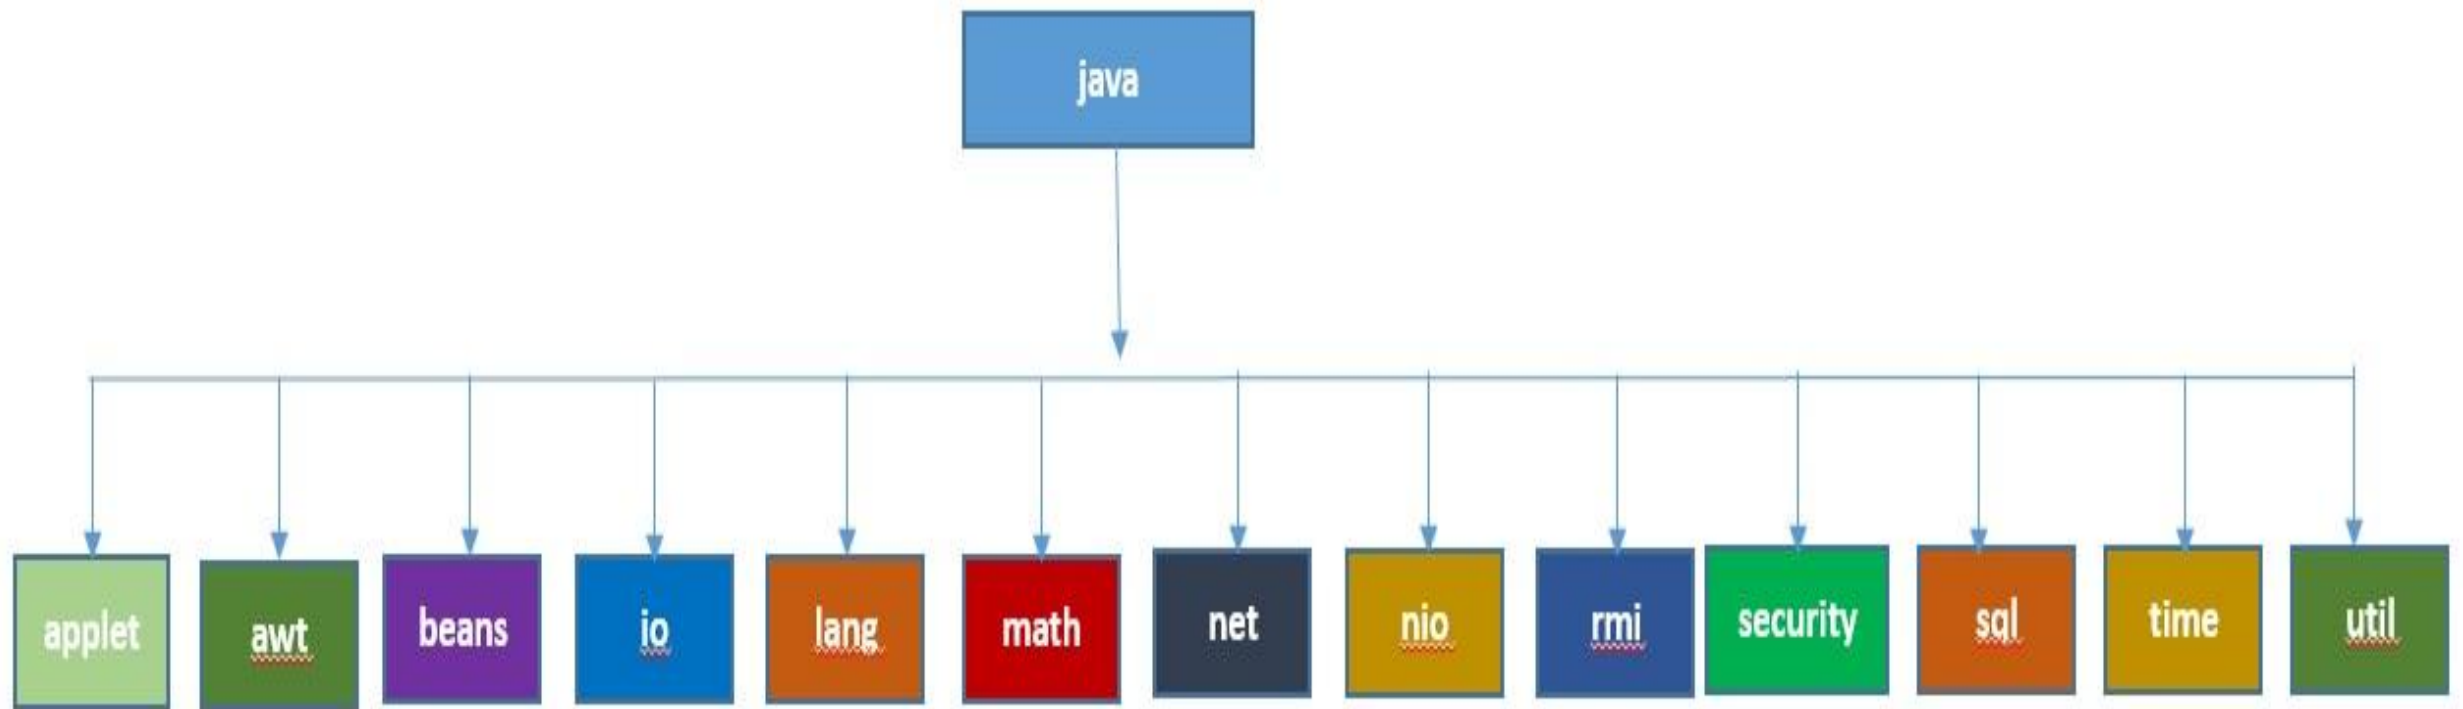 java
applet
awt
beans
io
lang
math
net
nio
rmi
security
sql
time
util